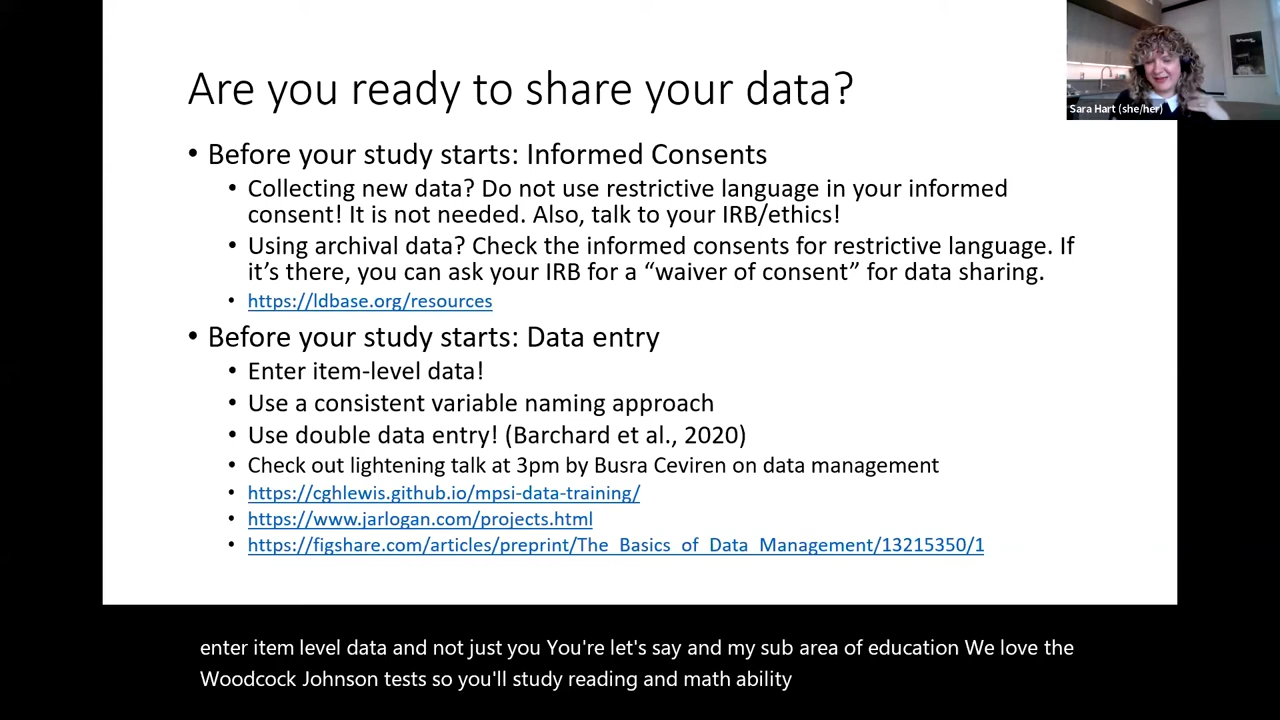 Are you ready to share your data?
Sara Hart (she/her)
• Before your study starts: Informed Consents
• Collecting new data? Do not use restrictive language in your informed
consent! It is not needed. Also, talk to your IRB/ethics!
• Using archival data? Check the informed consents for restrictive language. If
it’s there, you can ask your IRB for a “waiver of consent” for data sharing.
• https://ldbase.org/resources
• Before your study starts: Data entry
• Enter item-level data!
• Use a consistent variable naming approach
• Use double data entry! (Barchard et al., 2020)
• Check out lightening talk at 3pm by Busra Ceviren on data management
• https://cghlewis.github.io/mpsi-data-training/
• https://www.jarlogan.com/projects.html
• https://figshare.com/articles/preprint/The_Basics_of_Data_Management/13215350/1
enter item level data and not just you You're let's say and my sub area of education We love the
Woodcock Johnson tests so you'll study reading and math ability